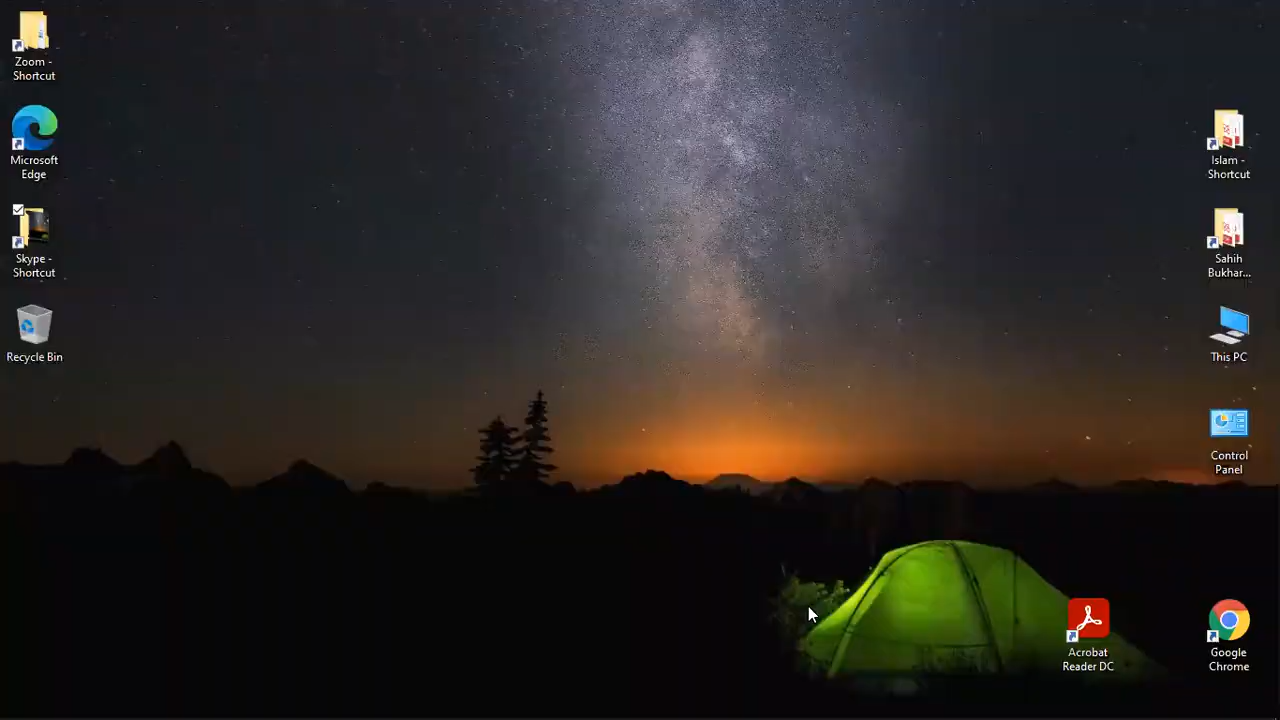 Zoom -
Shortcut
Microsoft
Edge
Skype -
Shortcut
Recycle Bin
Islam -
Shortcut
Sahih
Bukhar...
This PC
Control
Panel
Acrobat
Reader DC
Google
Chrome